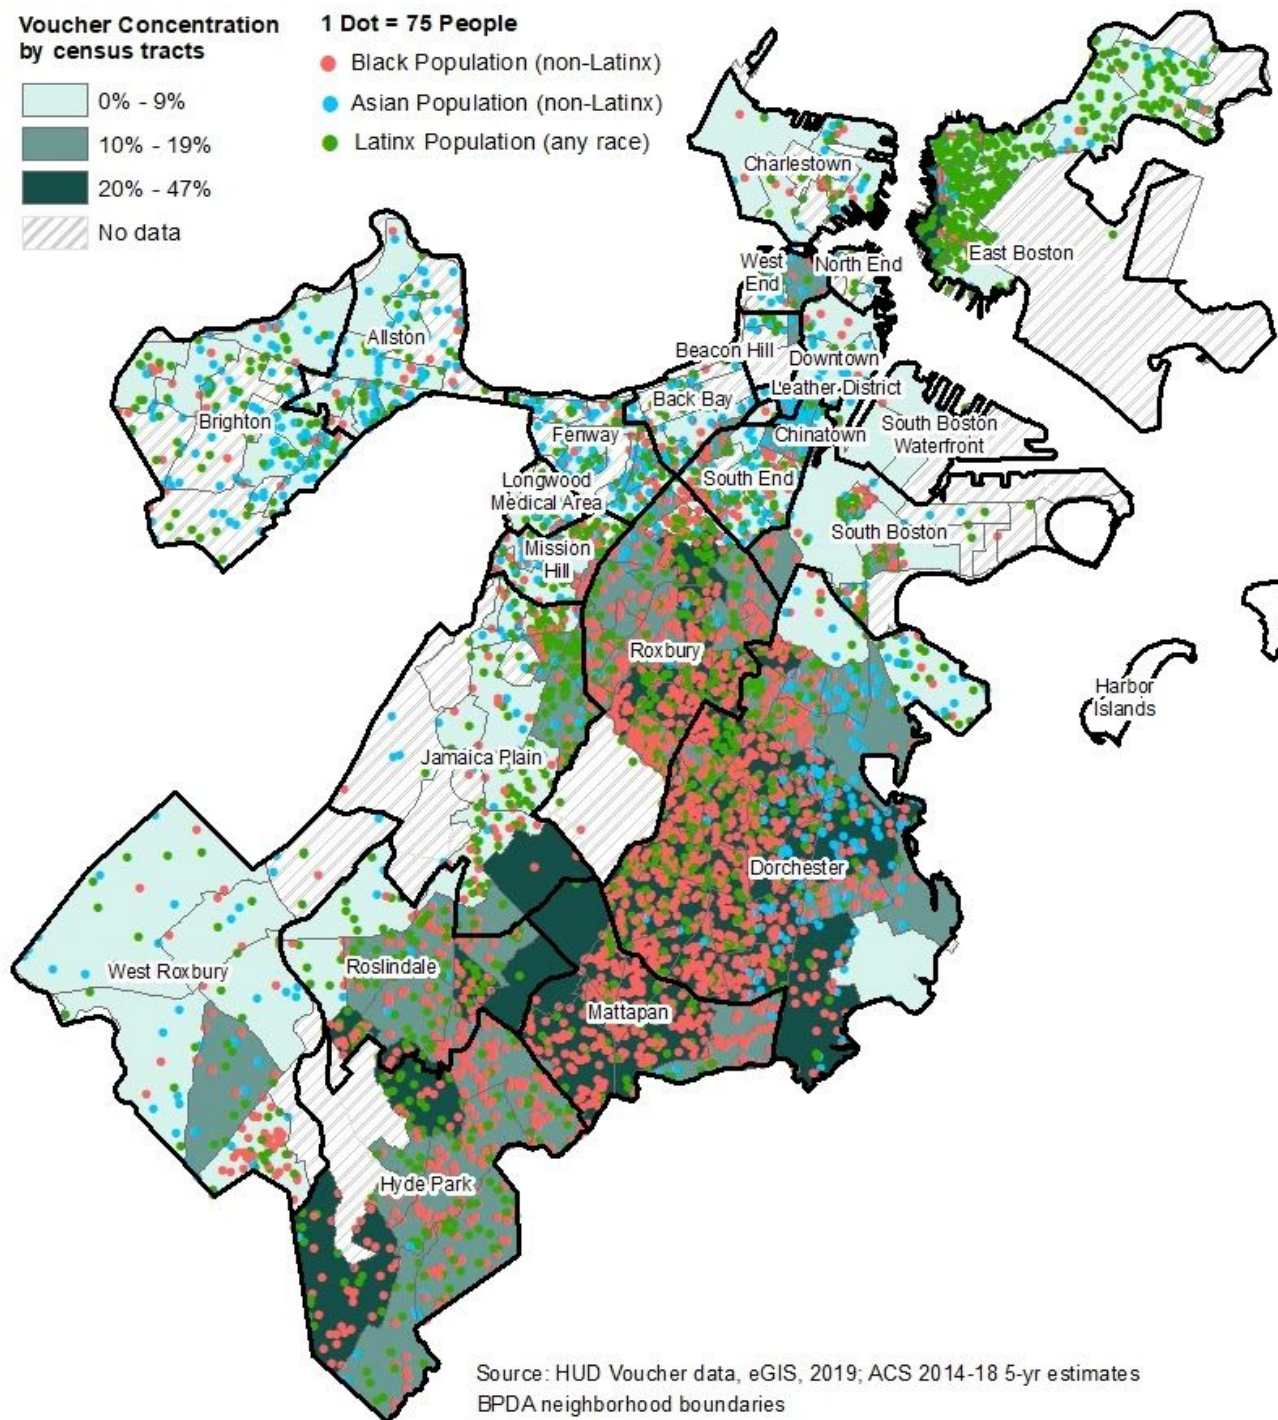 Voucher Concentration
by census tracts
0% - 9%
10% - 19%
20% - 47%
No data
1 Dot = 75 People
Black Population (non-Latinx)
Asian Population (non-Latinx)
Latinx Population (any race)
Charlestown
East Boston
West
End
North End
Allston
Beacon Hill
Downtown
Leather District
Back Bay
Brighton
Fenway
Chinatown
South Boston
Waterfront
South End
Longwood
Medical Area
South Boston
Mission
Hill
Roxbury
Harbor
Islands
Jamaica Plain
Dorchester
West Roxbury
Roslindale
Mattapan
Hyde Park
Source: HUD Voucher data, eGIS, 2019; ACS 2014-18 5-yr estimates
BPDA neighborhood boundaries